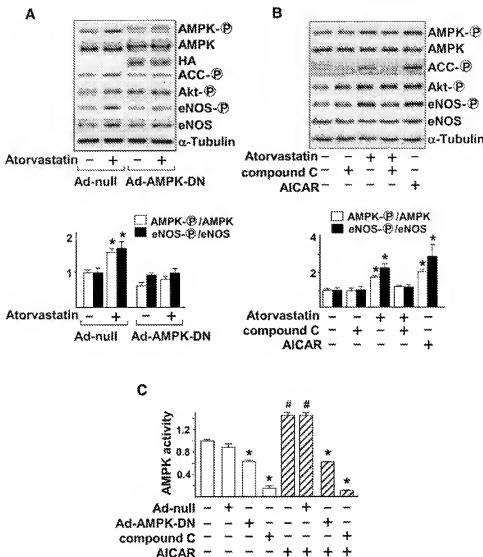 A
AMPK-Ⓟ
AMPK
HA
ACC-Ⓟ
Akt-Ⓟ
eNOS-Ⓟ
eNOS
α-Tubulin
Atorvastatin − + − +
Ad-null Ad-AMPK-DN
AMPK-Ⓟ/AMPK
eNOS-Ⓟ/eNOS
2
1
* *
Atorvastatin − + − +
Ad-null Ad-AMPK-DN
B
AMPK-Ⓟ
AMPK
ACC-Ⓟ
Akt-Ⓟ
eNOS-Ⓟ
eNOS
α-Tubulin
Atorvastatin − − + + −
compound C − + − + −
AICAR − − − − +
AMPK-Ⓟ/AMPK
eNOS-Ⓟ/eNOS
4
2
0
* * * *
Atorvastatin − − + + −
compound C − + − + −
AICAR − − − − +
C
AMPK activity
1.2
0.8
0.4
* * # # * *
Ad-null − + − − − + − −
Ad-AMPK-DN − − + − − − + −
compound C − − − + − − − +
AICAR − − − − + + + +